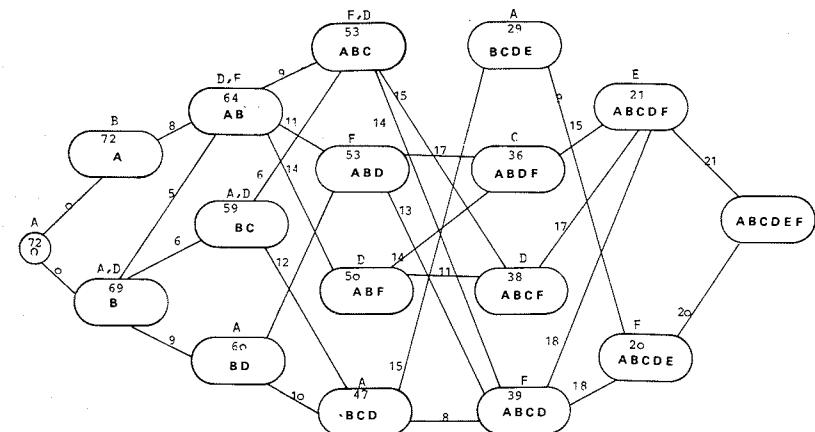 F,D
53
ABC
A
29
BCDE
D,F
64
AB
9
E
21
ABCDF
B
72
A
8
11
14
15
14
9
15
F
53
ABD
17
C
36
ABDF
21
A
72
0
0
5
6
A,D
59
BC
6
13
17
ABCDEF
0
A,D
69
B
12
D
50
ABF
14
11
D
38
ABCF
9
A
60
BD
18
20
F
20
ABCDE
10
A
47
BCD
15
8
F
39
ABCD
18